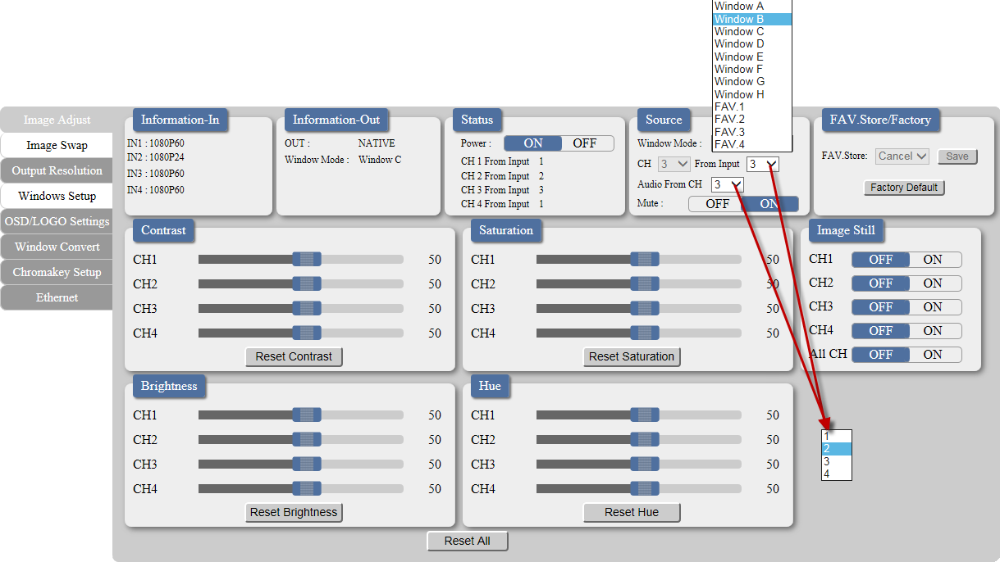 Window A
Window B
Window C
Window D
Window E
Window F
Window G
Window H
FAV.1
FAV.2
FAV.3
FAV.4
Image Adjust
Image Swap
Output Resolution
Windows Setup
OSD/LOGO Settings
Window Convert
Chromakey Setup
Ethernet
Information-In
IN1 : 1080P60
IN2 : 1080P24
IN3 : 1080P60
IN4 : 1080P60
Information-Out
OUT : NATIVE
Window Mode : Window C
Status
Power : ON OFF
CH 1 From Input 1
CH 2 From Input 2
CH 3 From Input 3
CH 4 From Input 1
Source
Window Mode :
CH 3 From Input 3
Audio From CH 3
Mute : OFF ON
FAV.Store/Factory
FAV.Store: Cancel Save
Factory Default
Contrast
CH1 50
CH2 50
CH3 50
CH4 50
Reset Contrast
Saturation
CH1 50
CH2 50
CH3 50
CH4 50
Reset Saturation
Image Still
CH1 OFF ON
CH2 OFF ON
CH3 OFF ON
CH4 OFF ON
All CH OFF ON
Brightness
CH1 50
CH2 50
CH3 50
CH4 50
Reset Brightness
Hue
CH1 50
CH2 50
CH3 50
CH4 50
Reset Hue
1
2
3
4
Reset All